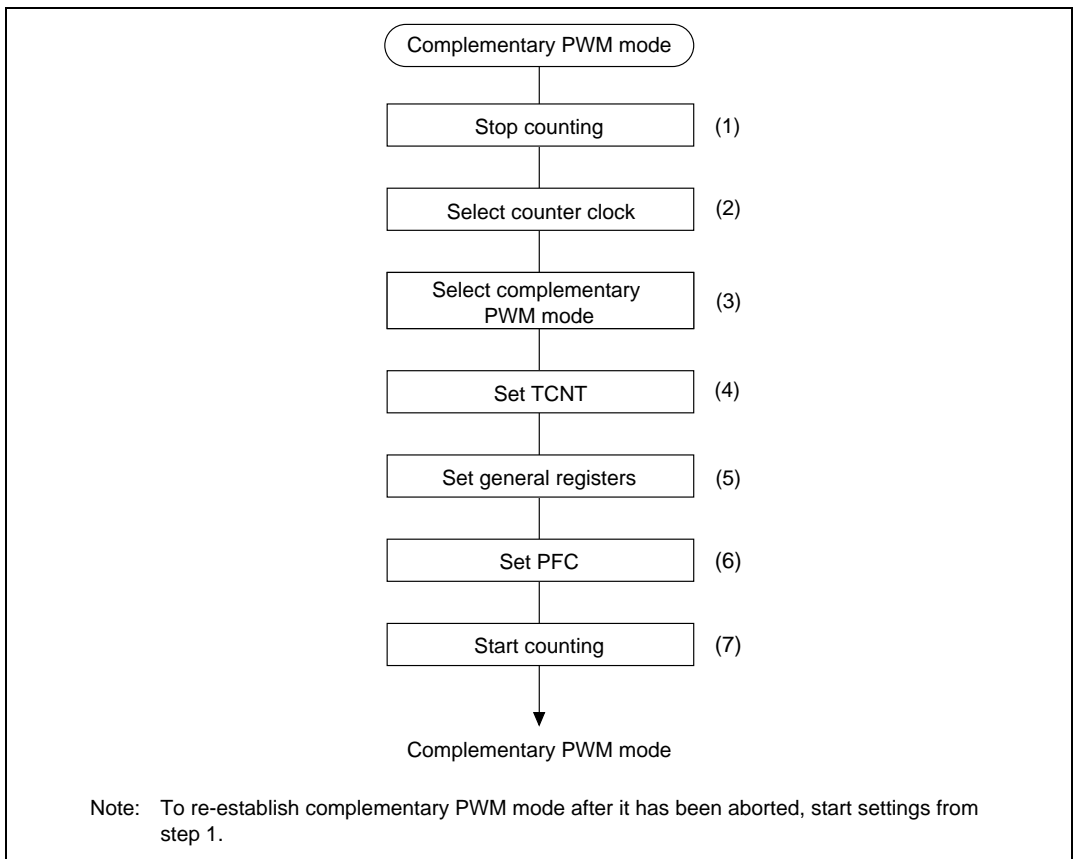 Complementary PWM mode
Stop counting (1)
Select counter clock (2)
Select complementary
PWM mode (3)
Set TCNT (4)
Set general registers (5)
Set PFC (6)
Start counting (7)
Complementary PWM mode
Note: To re-establish complementary PWM mode after it has been aborted, start settings from
step 1.